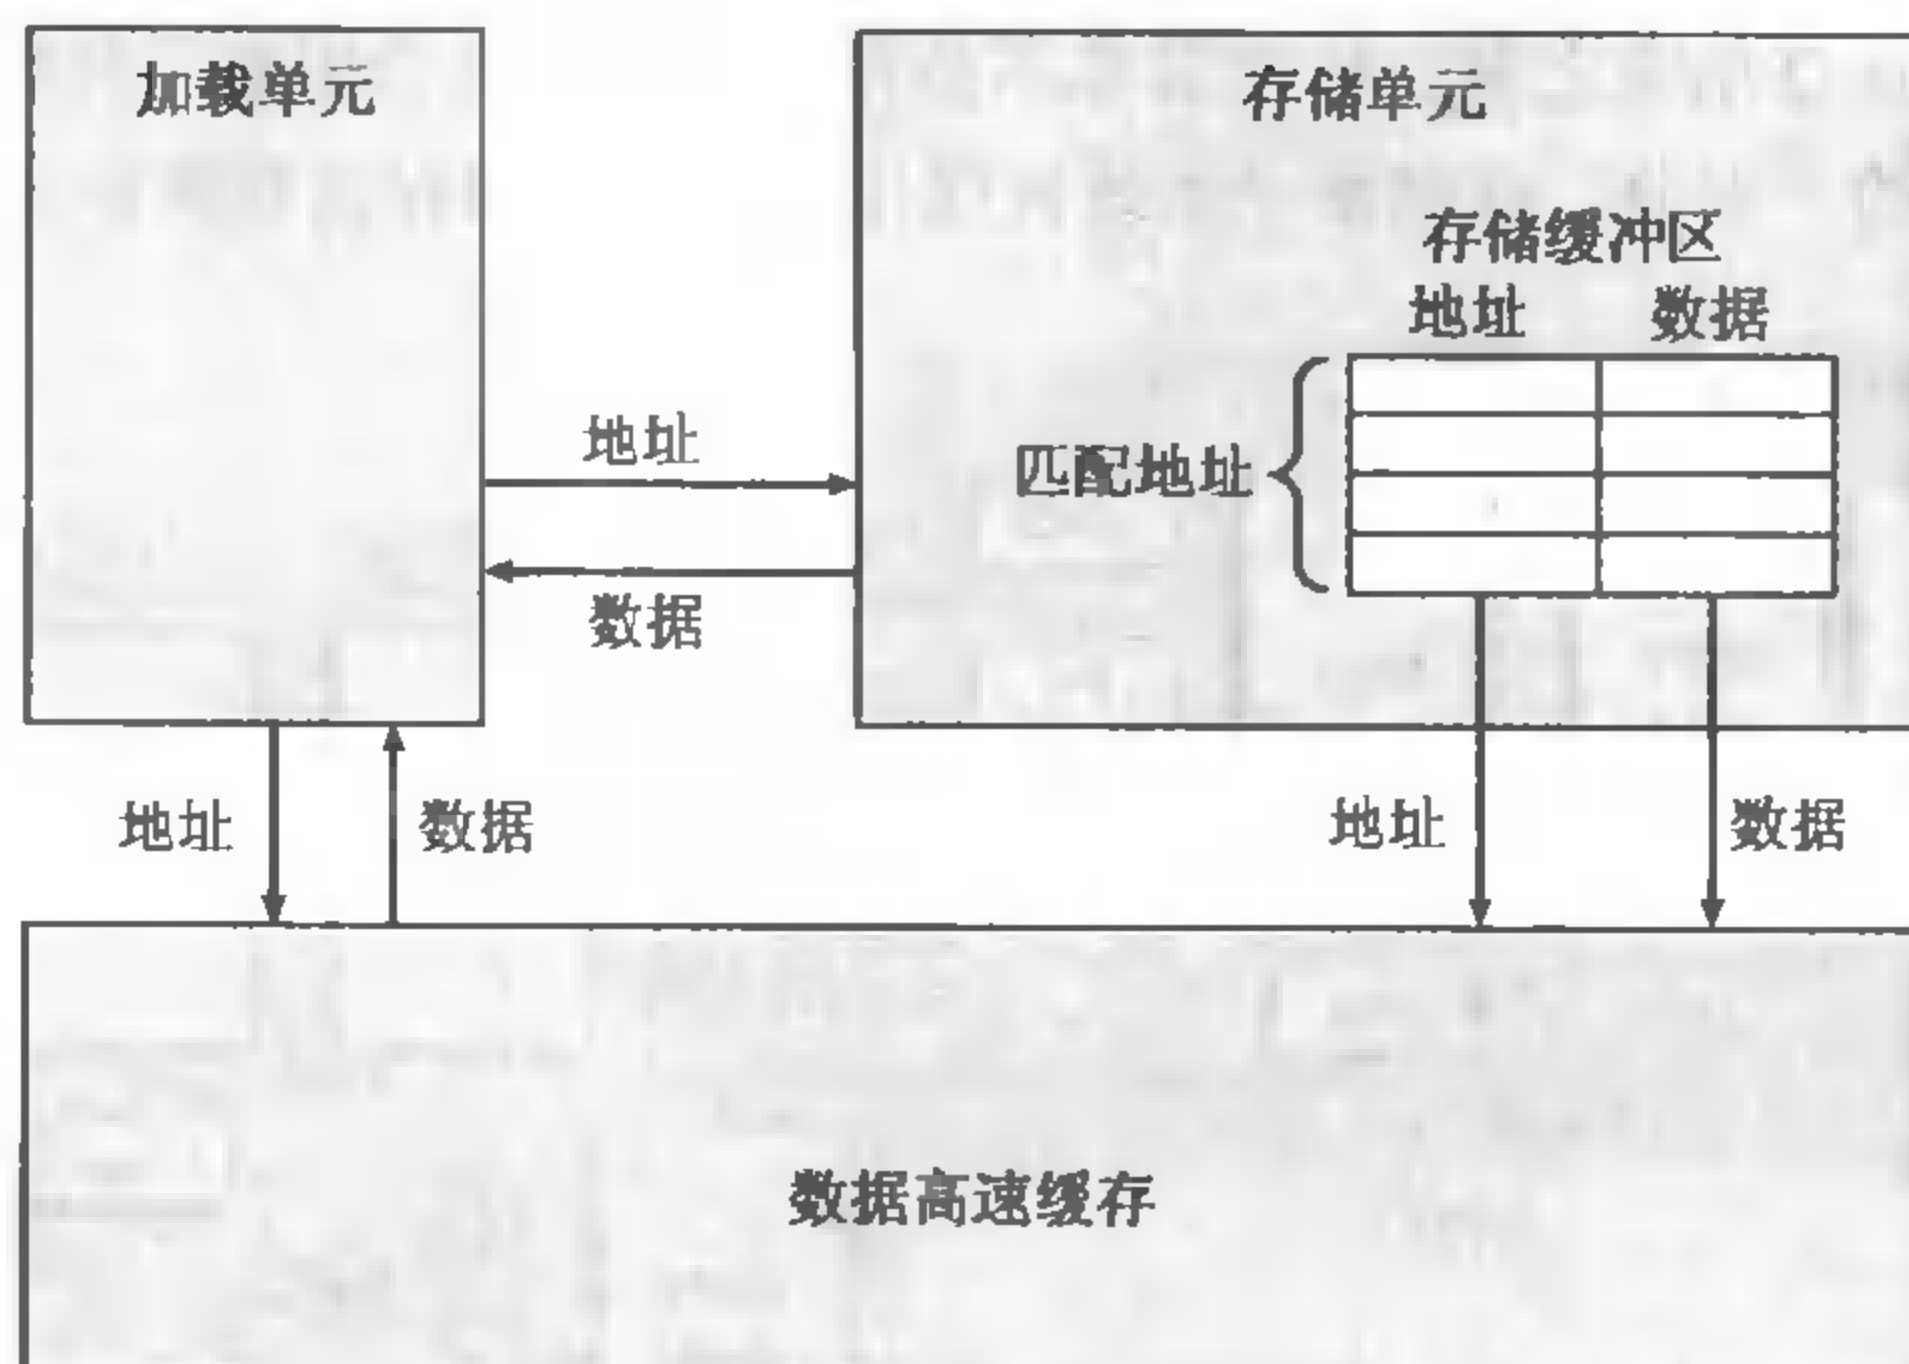 加载单元
存储单元
存储缓冲区
地址 数据
地址
匹配地址
数据
地址 数据 地址 数据
数据高速缓存